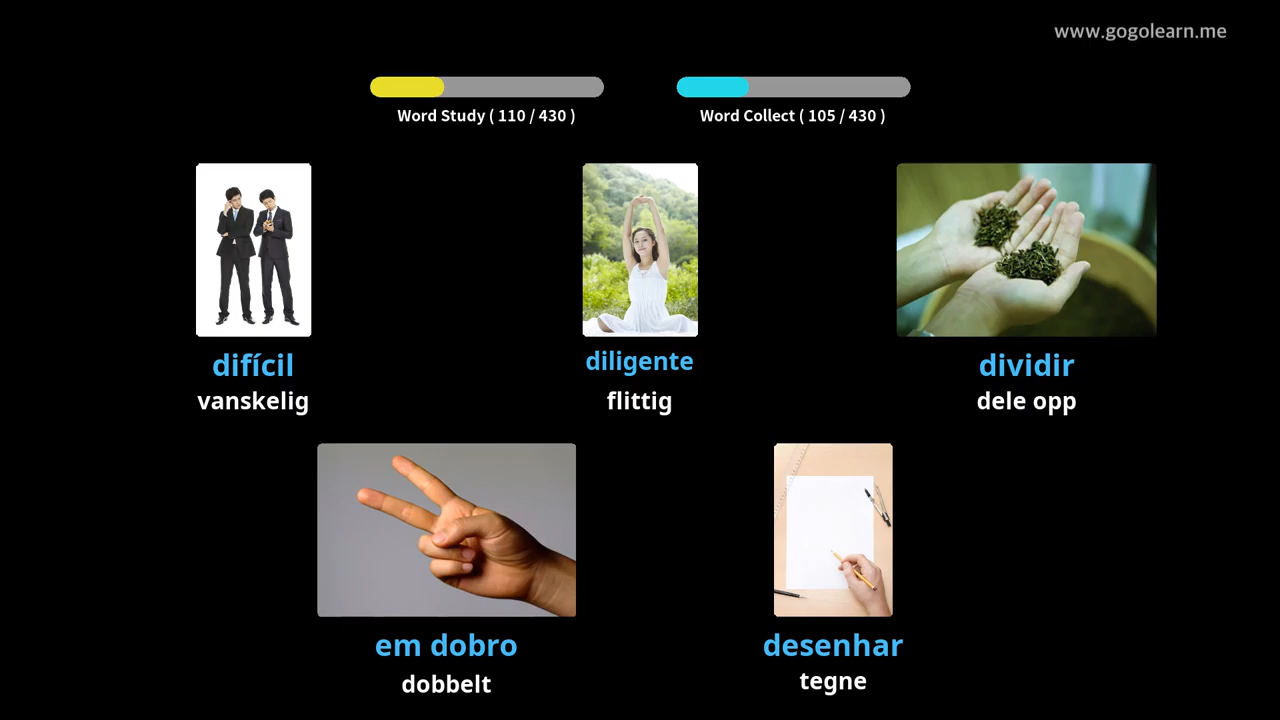 www.gogolearn.me
Word Study ( 110 / 430 )
Word Collect ( 105 / 430 )
difícil
vanskelig
diligente
flittig
dividir
dele opp
em dobro
dobbelt
desenhar
tegne